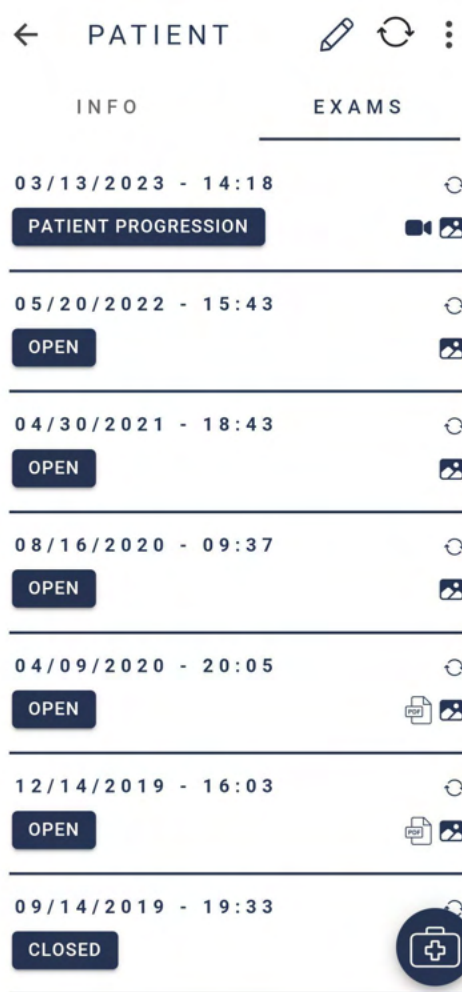 PATIENT
INFO EXAMS
03/13/2023 - 14:18
PATIENT PROGRESSION
05/20/2022 - 15:43
OPEN
04/30/2021 - 18:43
OPEN
08/16/2020 - 09:37
OPEN
04/09/2020 - 20:05
OPEN PDF
12/14/2019 - 16:03
OPEN PDF
09/14/2019 - 19:33
CLOSED